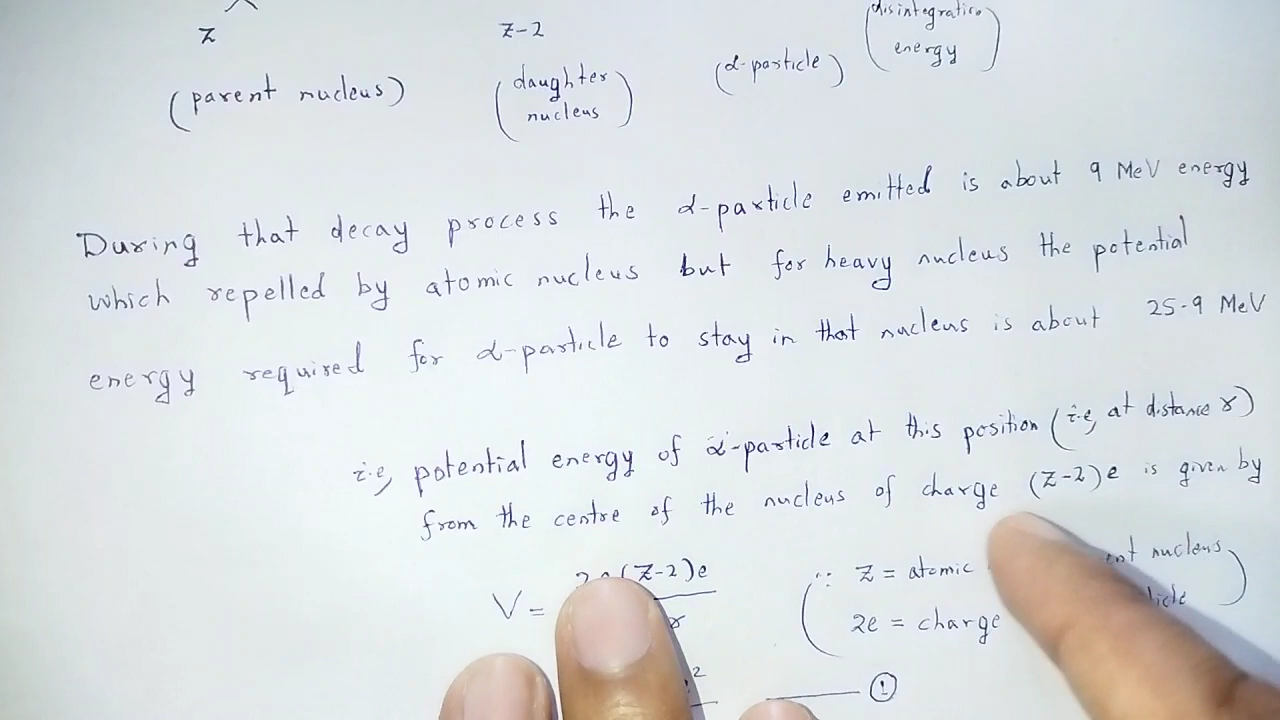 Z Z-2 (disintegration
(parent nucleus) (daughter nucleus) (α-particle) energy)
During that decay process the α-particle emitted is about 9 MeV energy
which repelled by atomic nucleus but for heavy nucleus the potential
energy required for α-particle to stay in that nucleus is about 25-9 MeV
i.e, potential energy of α-particle at this position (i.e, at distance r)
from the centre of the nucleus of charge (Z-2)e is given by
V = (Z-2)e (∵ Z = atomic nucleus
r 2e = charge )
2 ——— ①